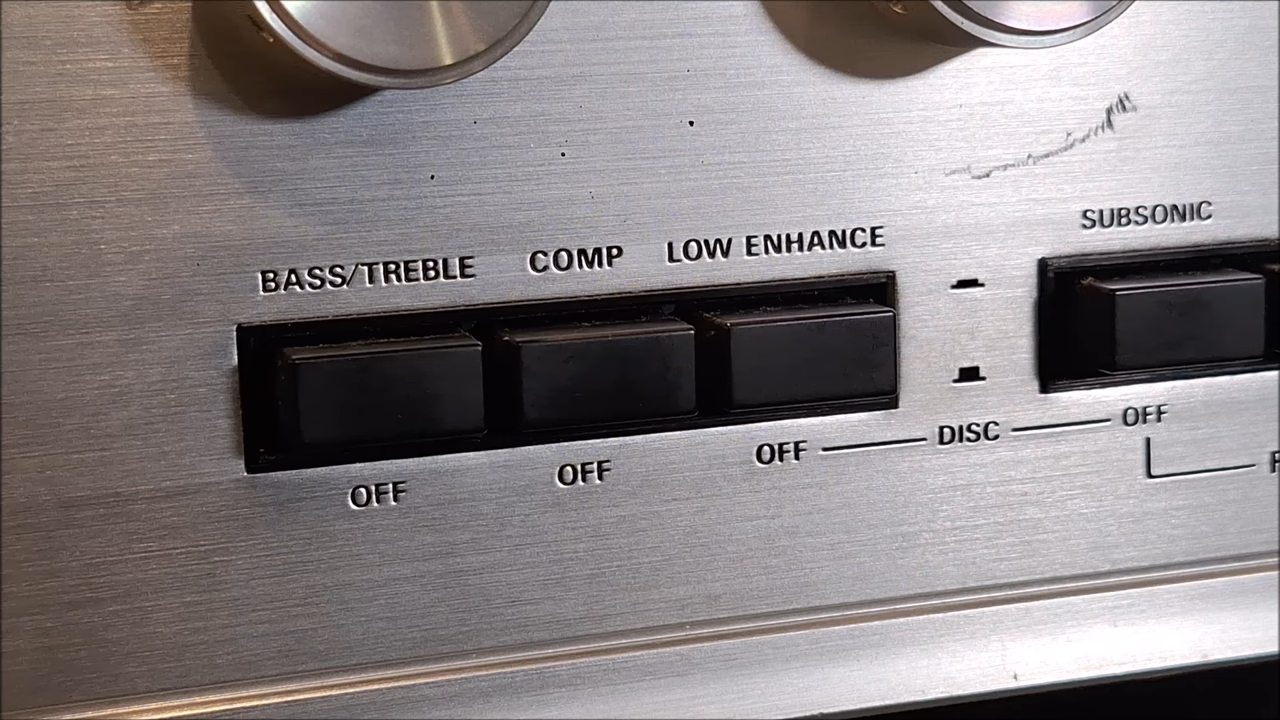 BASS/TREBLE COMP LOW ENHANCE
SUBSONIC
OFF OFF OFF DISC OFF